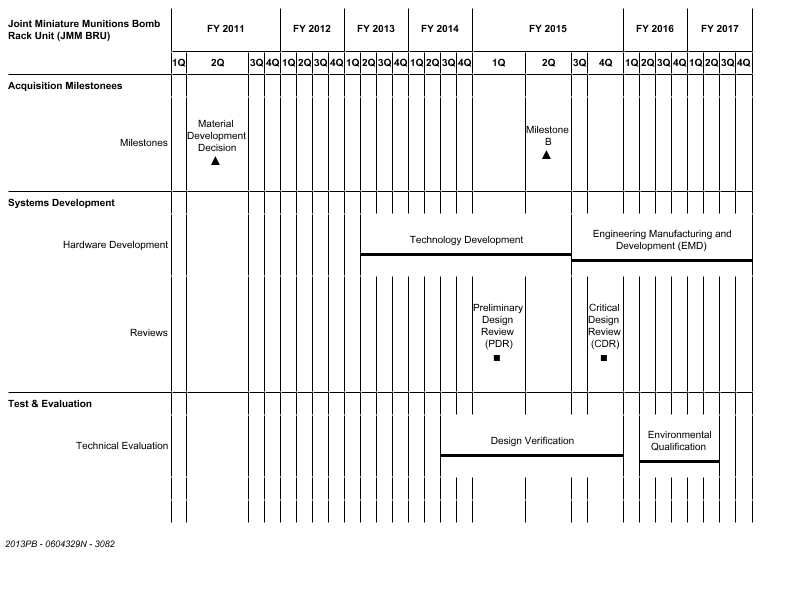 Joint Miniature Munitions Bomb
Rack Unit (JMM BRU)
FY 2011 FY 2012 FY 2013 FY 2014 FY 2015 FY 2016 FY 2017
1Q 2Q 3Q 4Q 1Q 2Q 3Q 4Q 1Q 2Q 3Q 4Q 1Q 2Q 3Q 4Q 1Q 2Q 3Q 4Q 1Q 2Q 3Q 4Q 1Q 2Q 3Q 4Q
Acquisition Milestonees
Milestones
Material
Development
Decision
Milestone
B
Systems Development
Hardware Development
Technology Development
Engineering Manufacturing and
Development (EMD)
Reviews
Preliminary
Design
Review
(PDR)
Critical
Design
Review
(CDR)
Test & Evaluation
Technical Evaluation
Design Verification
Environmental
Qualification
2013PB - 0604329N - 3082